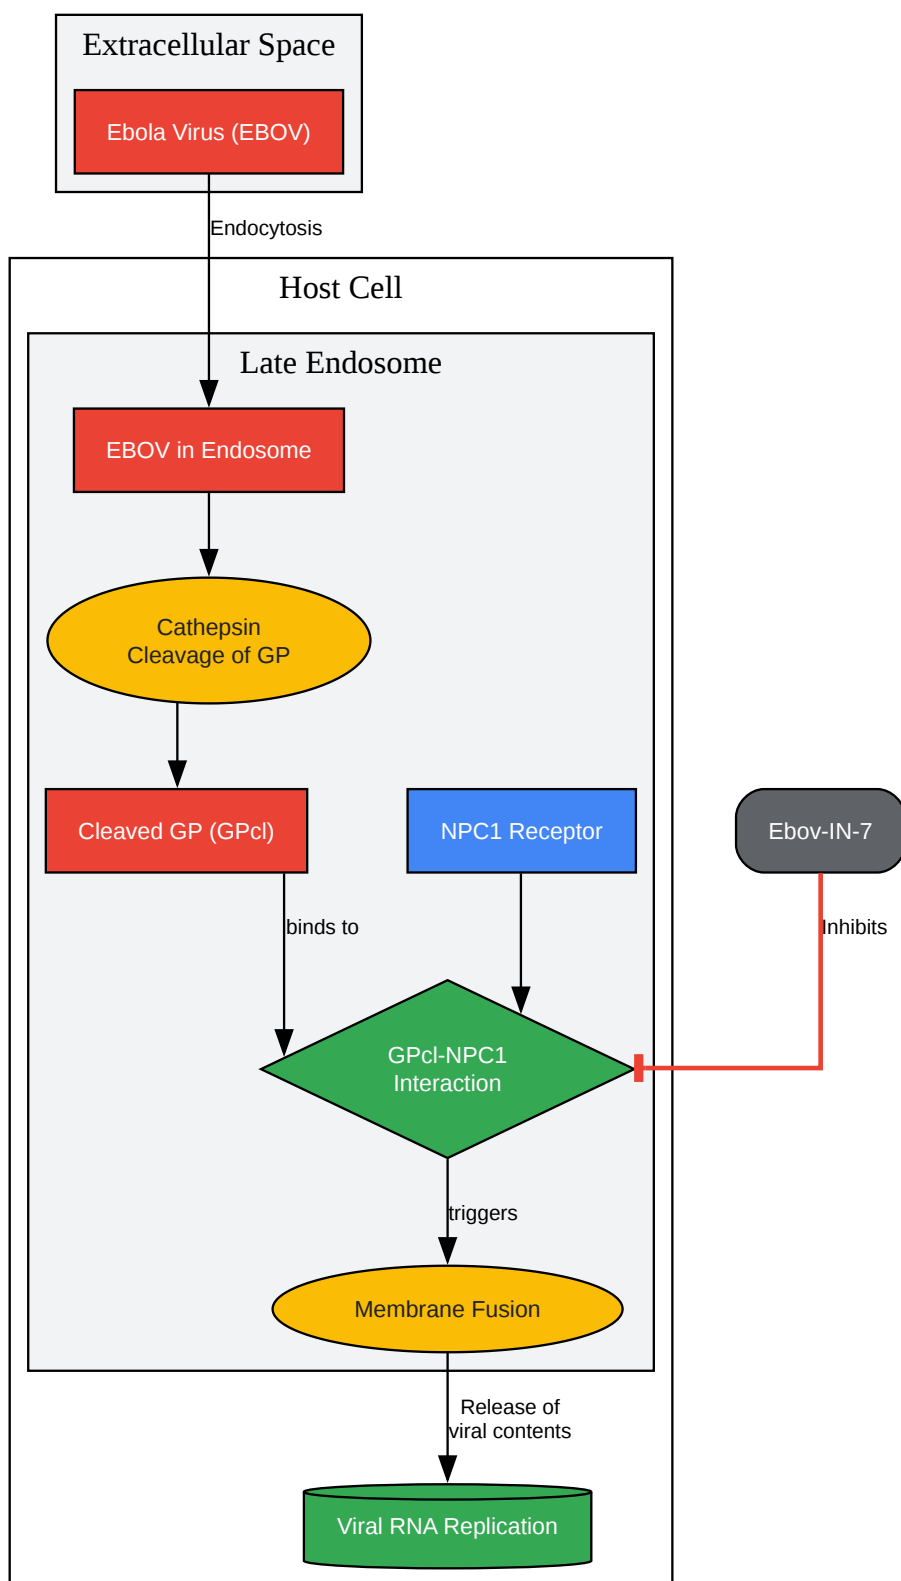 Extracellular Space
Ebola Virus (EBOV)
Endocytosis
Host Cell
Late Endosome
EBOV in Endosome
Cathepsin
Cleavage of GP
Cleaved GP (GPcl)
NPC1 Receptor
Ebov-IN-7
binds to
Inhibits
GPcl-NPC1
Interaction
triggers
Membrane Fusion
Release of
viral contents
Viral RNA Replication